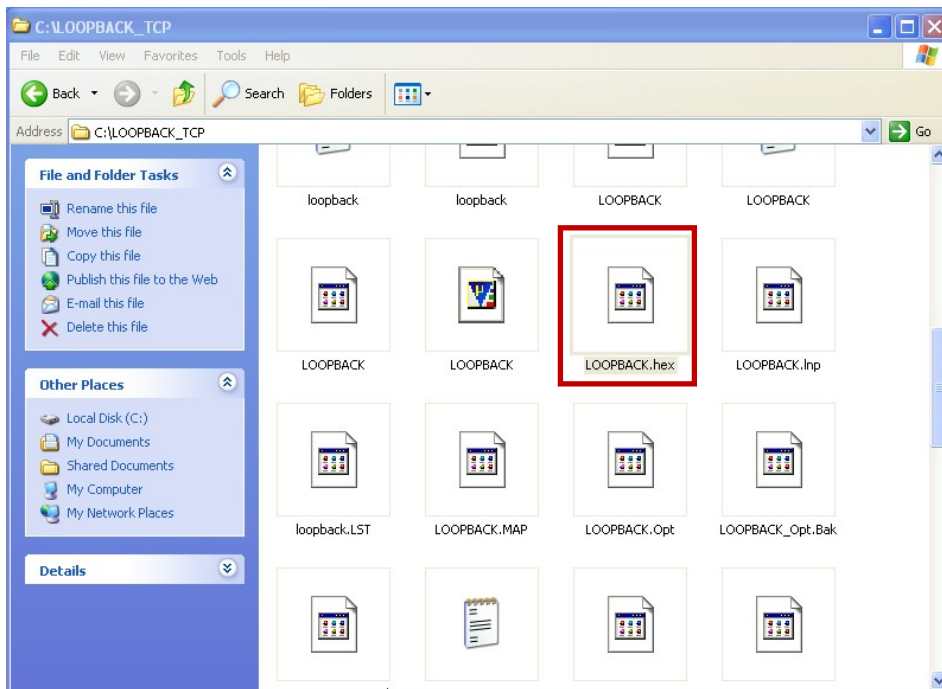 C:\LOOPBACK_TCP
File Edit View Favorites Tools Help
Back Search Folders
Address C:\LOOPBACK_TCP Go
File and Folder Tasks
Rename this file
Move this file
Copy this file
Publish this file to the Web
E-mail this file
Delete this file
Other Places
Local Disk (C:)
My Documents
Shared Documents
My Computer
My Network Places
Details
loopback loopback LOOPBACK LOOPBACK
LOOPBACK LOOPBACK LOOPBACK.hex LOOPBACK.lnp
loopback.LST LOOPBACK.MAP LOOPBACK.Opt LOOPBACK_Opt.Bak